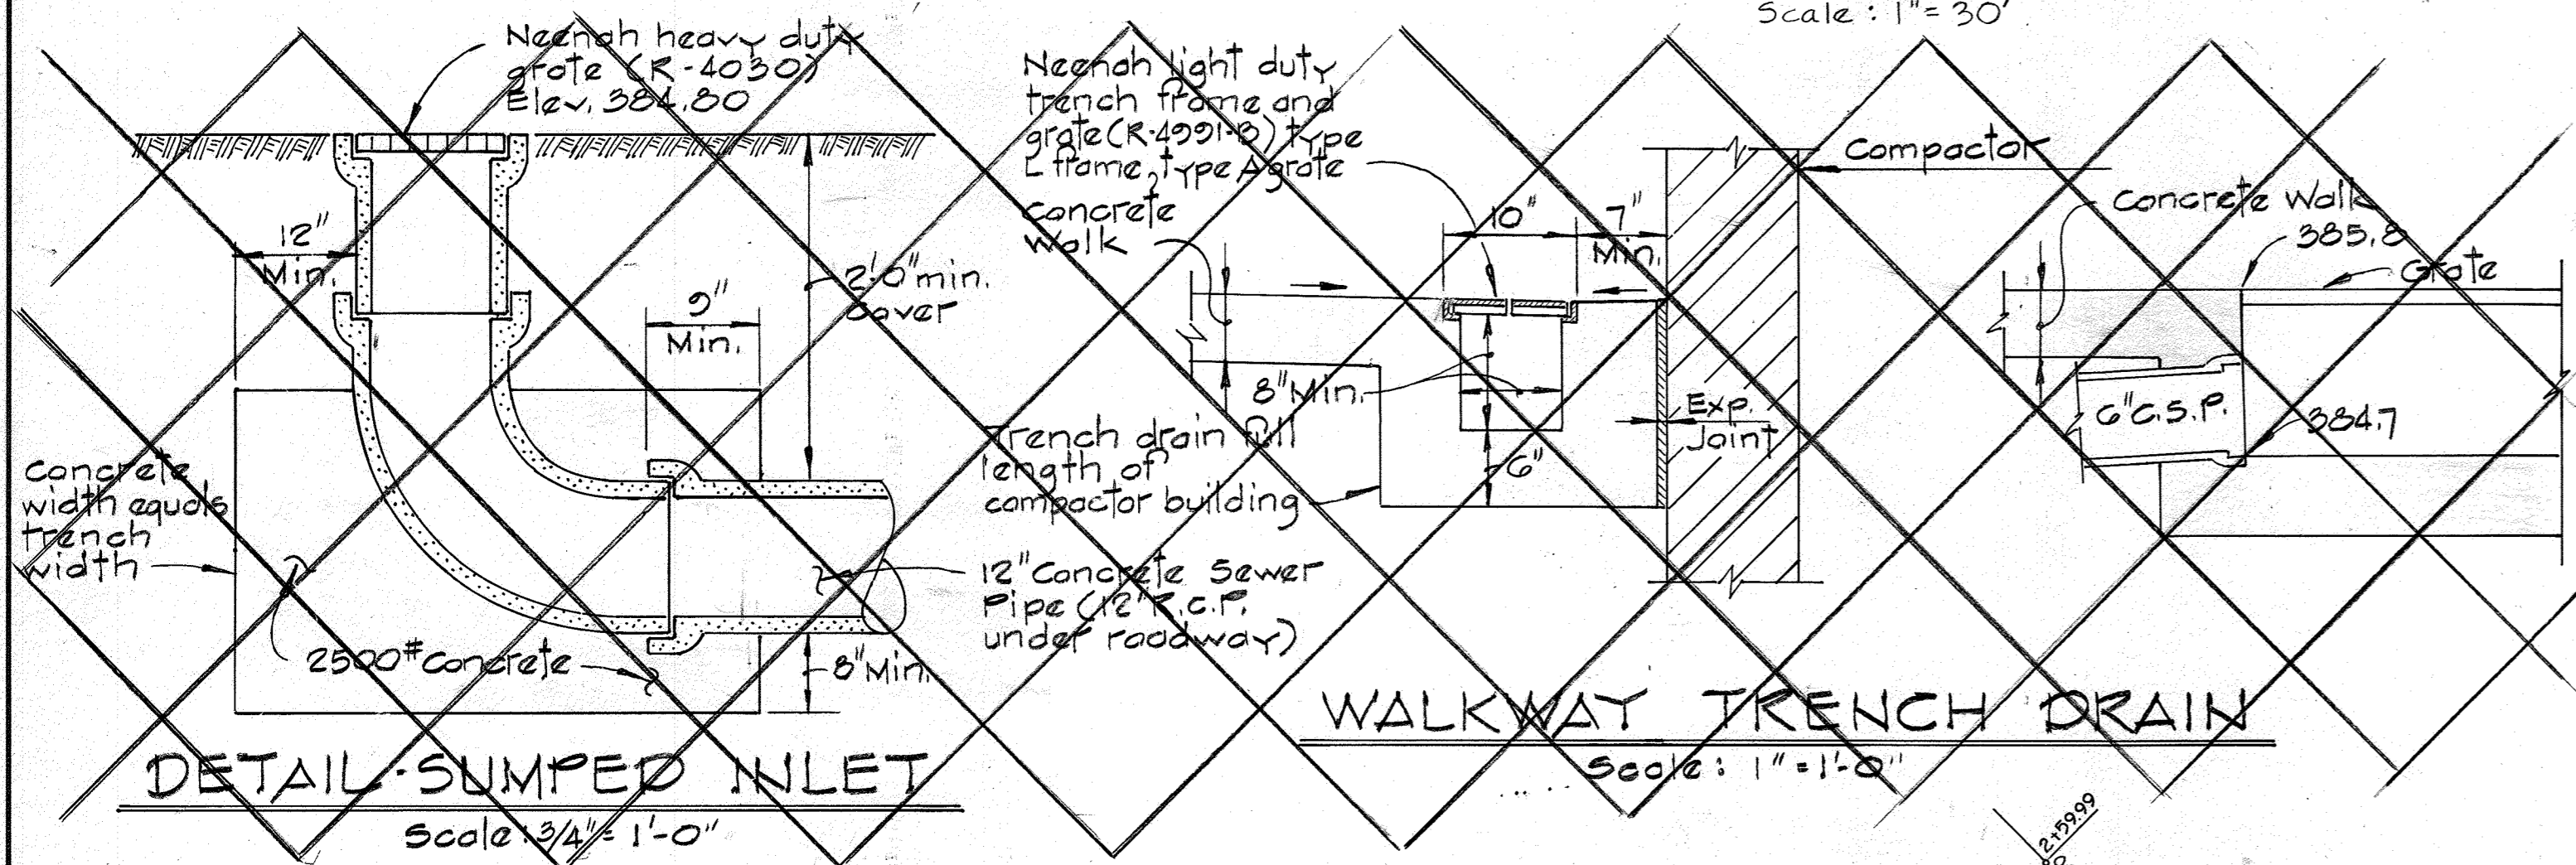 Scale : 1" = 30'
Neenah heavy duty
grate (R-4030)
Elev. 384.80
12"
Min.
9"
Min.
2'-0" min.
cover
Concrete
width equals
trench
width
2500# Concrete
8" Min.
12" Concrete Sewer
Pipe (12" R.C.P.
under roadway)
DETAIL - SUMPED INLET
Scale : 3/4" = 1'-0"
Neenah light duty
trench frame and
grate (R-4991-B) type
L frame, type A grate
Concrete
Walk
10"
7"
Min.
Compactor
8" Min.
6"
Exp.
Joint
Trench drain full
length of
compactor building
Concrete Walk
385.8
Grate
6" C.S.P.
384.7
WALKWAY TRENCH DRAIN
Scale : 1" = 1'-0"
2+59.99